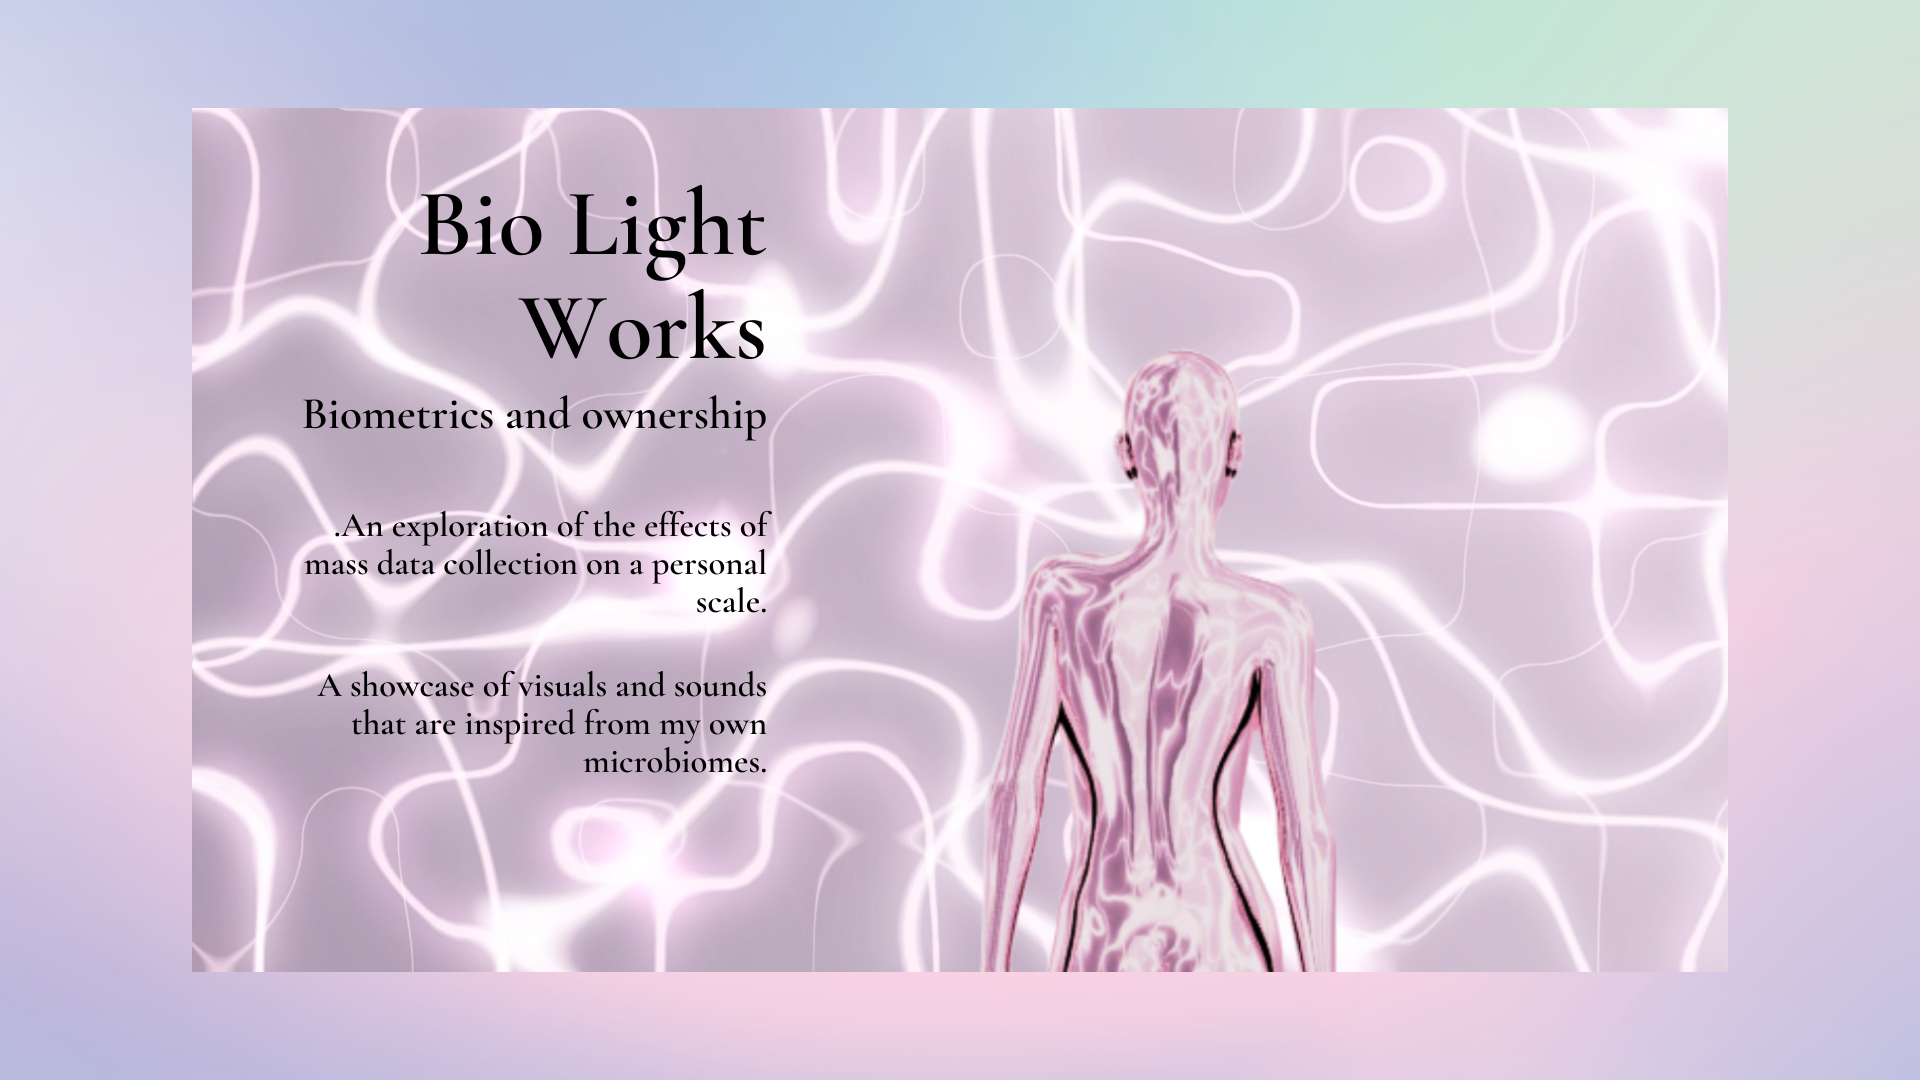 Bio Light
Works
Biometrics and ownership
.An exploration of the effects of
mass data collection on a personal
scale.
A showcase of visuals and sounds
that are inspired from my own
microbiomes.